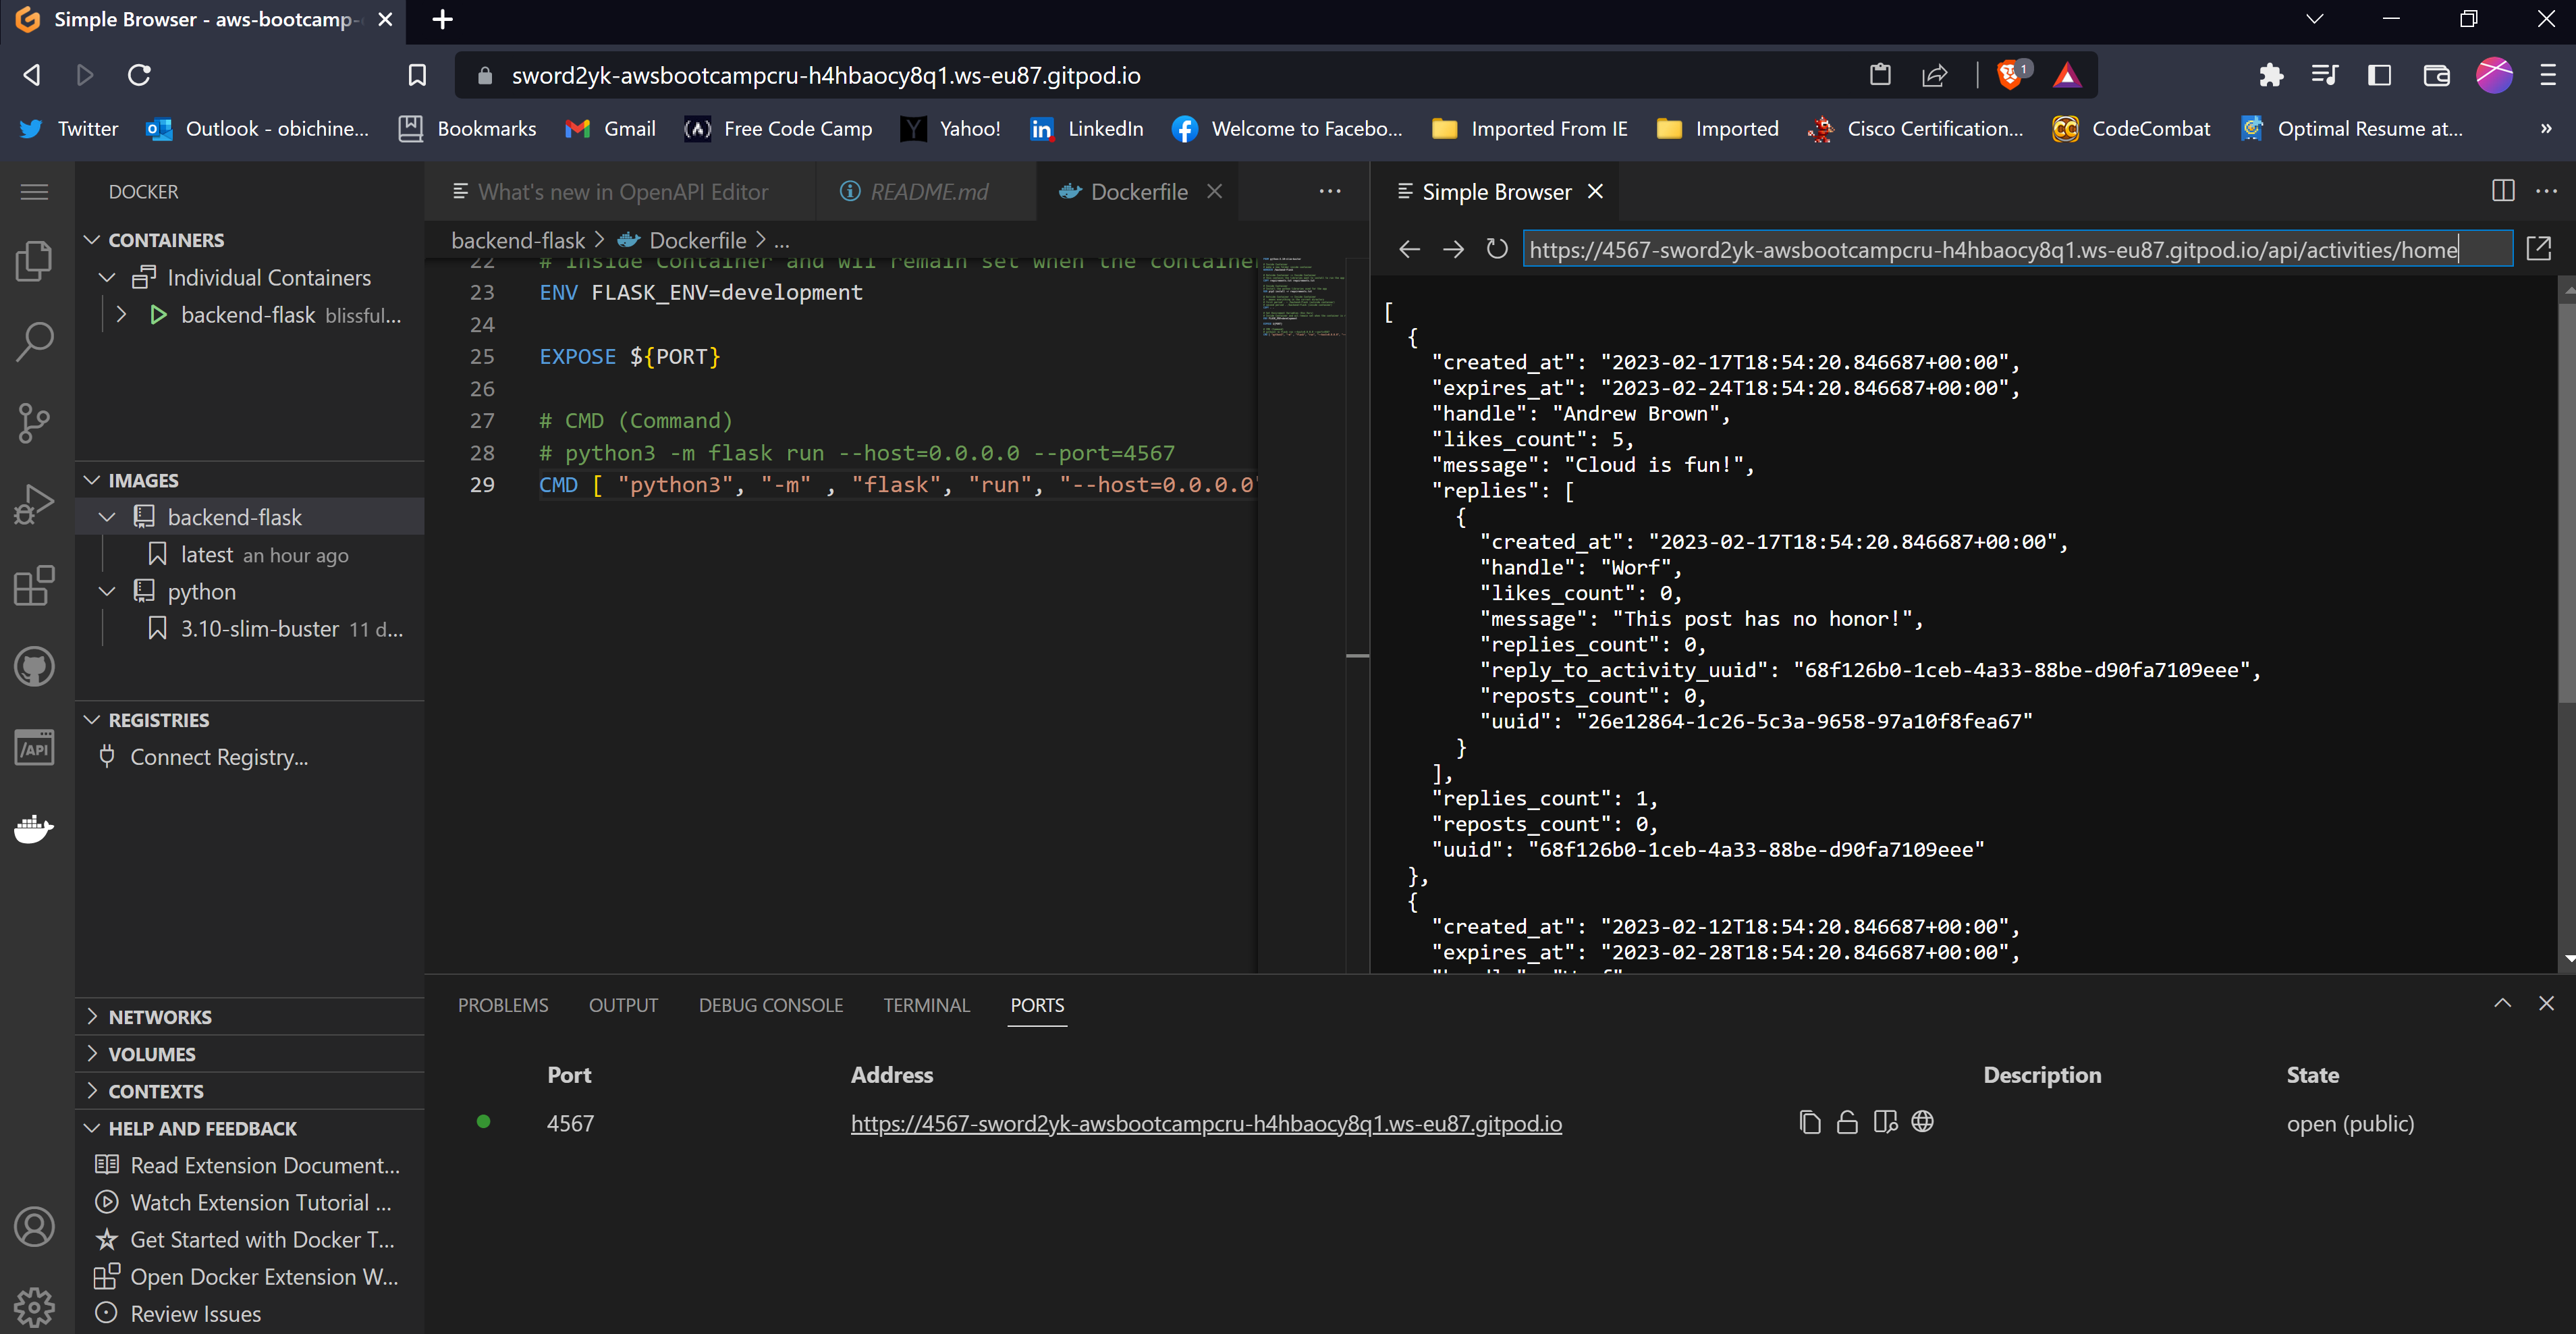 Simple Browser - aws-bootcamp-
sword2yk-awsbootcampcru-h4hbaocy8q1.ws-eu87.gitpod.io
1
Twitter
Outlook - obichine...
Bookmarks
Gmail
Free Code Camp
Yahoo!
LinkedIn
Welcome to Facebo...
Imported From IE
Imported
Cisco Certification...
CodeCombat
Optimal Resume at...
»
DOCKER
CONTAINERS
Individual Containers
backend-flask blissful...
IMAGES
backend-flask
latest an hour ago
python
3.10-slim-buster 11 d...
REGISTRIES
Connect Registry...
NETWORKS
VOLUMES
CONTEXTS
HELP AND FEEDBACK
Read Extension Document...
Watch Extension Tutorial ...
Get Started with Docker T...
Open Docker Extension W...
Review Issues
/API
What's new in OpenAPI Editor
README.md
Dockerfile
...
backend-flask > Dockerfile > ...
22 # Inside Container and wil remain set when the container
23 ENV FLASK_ENV=development
24
25 EXPOSE ${PORT}
26
27 # CMD (Command)
28 # python3 -m flask run --host=0.0.0.0 --port=4567
29 CMD [ "python3", "-m" , "flask", "run", "--host=0.0.0.0"
Simple Browser
https://4567-sword2yk-awsbootcampcru-h4hbaocy8q1.ws-eu87.gitpod.io/api/activities/home
[
{
"created_at": "2023-02-17T18:54:20.846687+00:00",
"expires_at": "2023-02-24T18:54:20.846687+00:00",
"handle": "Andrew Brown",
"likes_count": 5,
"message": "Cloud is fun!",
"replies": [
{
"created_at": "2023-02-17T18:54:20.846687+00:00",
"handle": "Worf",
"likes_count": 0,
"message": "This post has no honor!",
"replies_count": 0,
"reply_to_activity_uuid": "68f126b0-1ceb-4a33-88be-d90fa7109eee",
"reposts_count": 0,
"uuid": "26e12864-1c26-5c3a-9658-97a10f8fea67"
}
],
"replies_count": 1,
"reposts_count": 0,
"uuid": "68f126b0-1ceb-4a33-88be-d90fa7109eee"
},
{
"created_at": "2023-02-12T18:54:20.846687+00:00",
"expires_at": "2023-02-28T18:54:20.846687+00:00",
PROBLEMS
OUTPUT
DEBUG CONSOLE
TERMINAL
PORTS
Port
Address
Description
State
4567
https://4567-sword2yk-awsbootcampcru-h4hbaocy8q1.ws-eu87.gitpod.io
open (public)